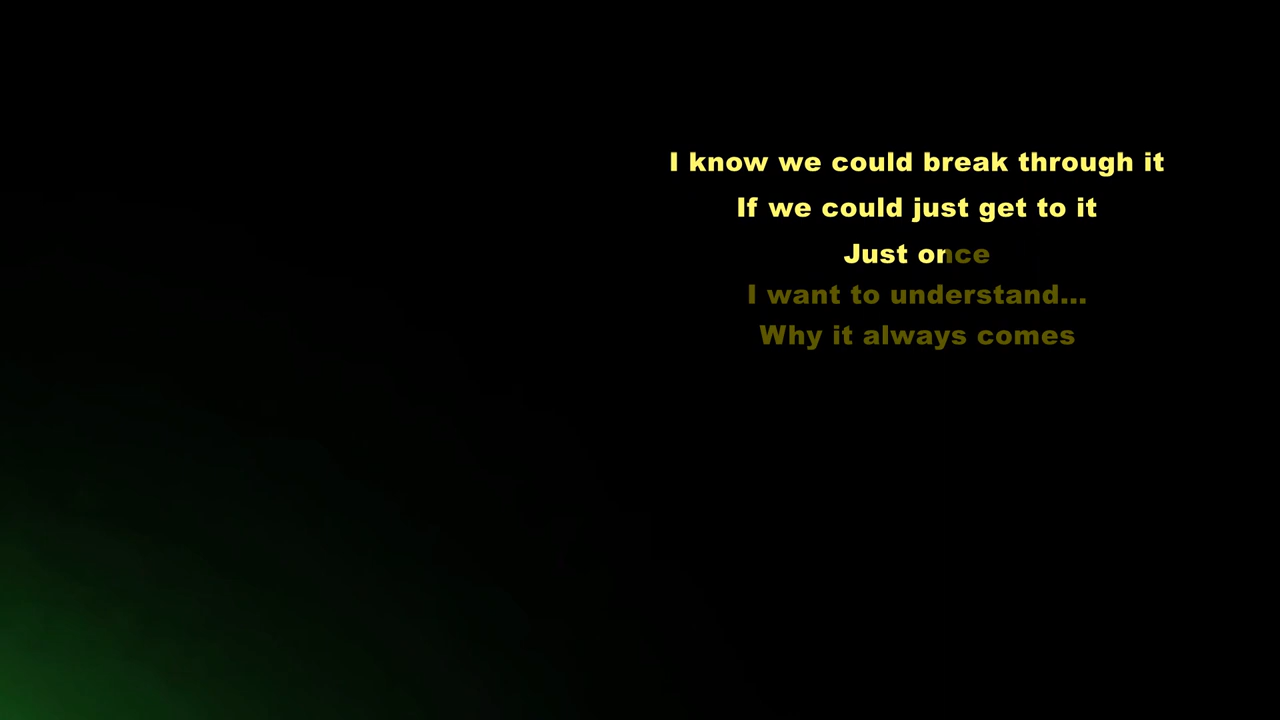 I know we could break through it
If we could just get to it
Just once
I want to understand...
Why it always comes